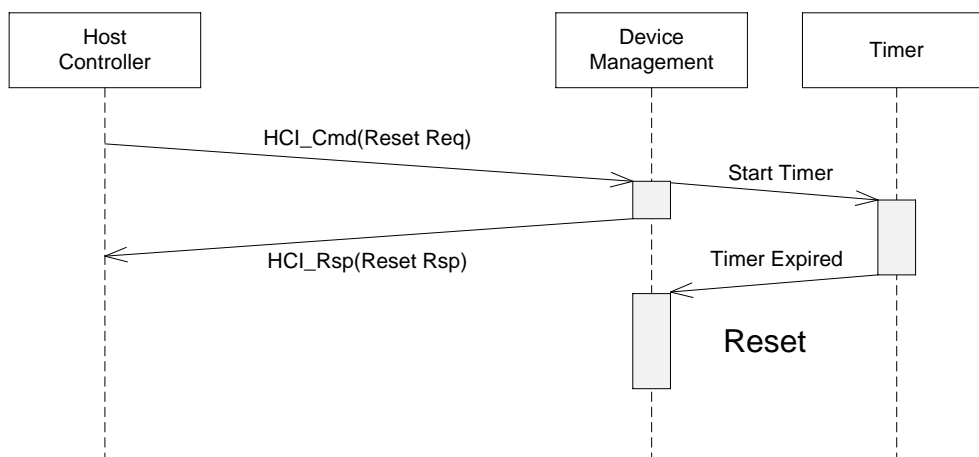 Host
Controller
Device
Management
Timer
HCI_Cmd(Reset Req)
Start Timer
HCI_Rsp(Reset Rsp)
Timer Expired
Reset